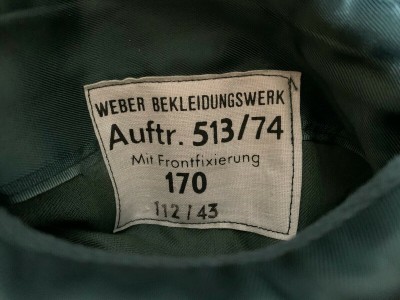 WEBER BEKLEIDUNGSWERK
Auftr. 513/74
Mit Frontfixierung
170
112/43